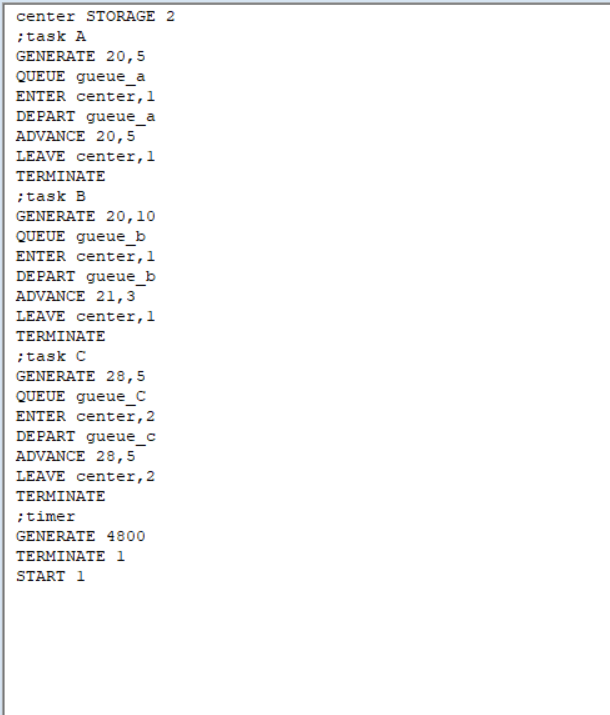 center STORAGE 2
;task A
GENERATE 20,5
QUEUE gueue_a
ENTER center,1
DEPART gueue_a
ADVANCE 20,5
LEAVE center,1
TERMINATE
;task B
GENERATE 20,10
QUEUE gueue_b
ENTER center,1
DEPART gueue_b
ADVANCE 21,3
LEAVE center,1
TERMINATE
;task C
GENERATE 28,5
QUEUE gueue_C
ENTER center,2
DEPART gueue_c
ADVANCE 28,5
LEAVE center,2
TERMINATE
;timer
GENERATE 4800
TERMINATE 1
START 1